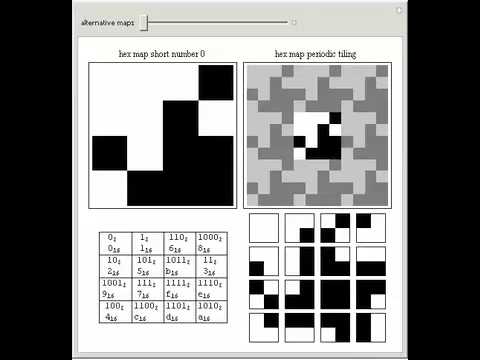 alternative maps
hex map short number 0
hex map periodic tiling
0₂ 1₂ 110₂ 1000₂
0₁₆ 1₁₆ 6₁₆ 8₁₆
10₂ 101₂ 1011₂ 11₂
2₁₆ 5₁₆ b₁₆ 3₁₆
1001₂ 111₂ 1111₂ 1110₂
9₁₆ 7₁₆ f₁₆ e₁₆
100₂ 1100₂ 1101₂ 1010₂
4₁₆ c₁₆ d₁₆ a₁₆